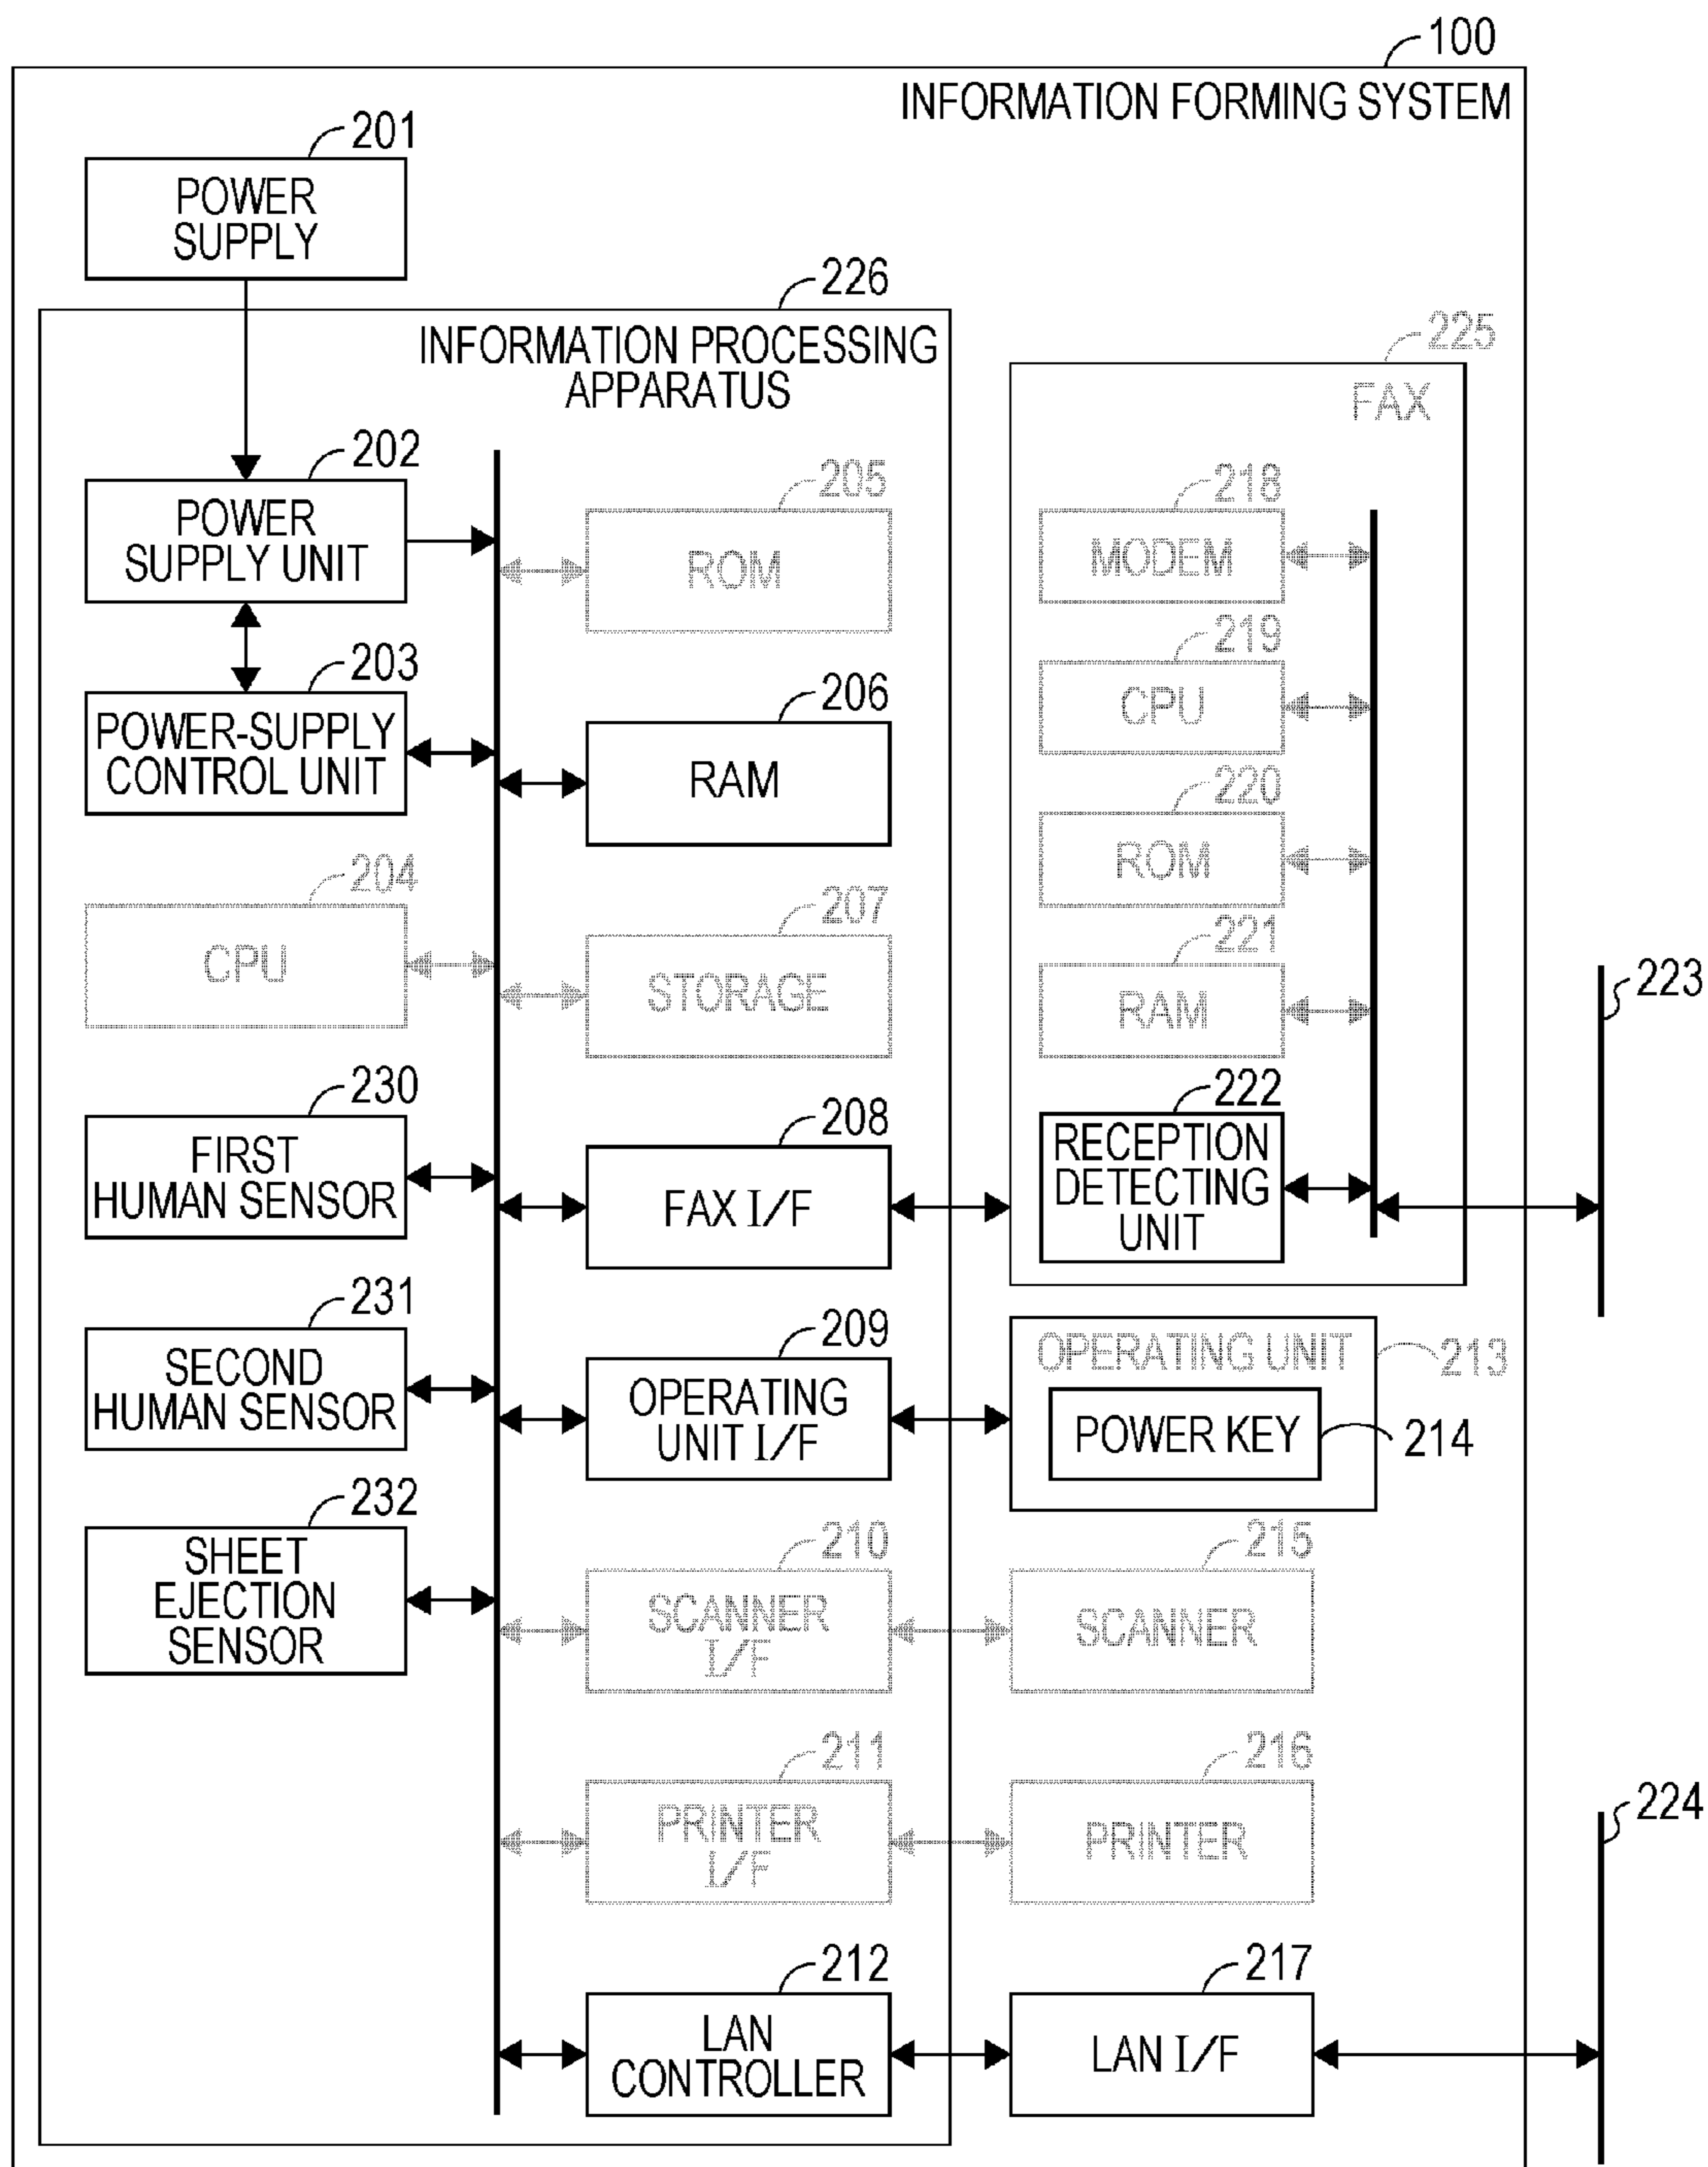 100
INFORMATION FORMING SYSTEM
201
POWER
SUPPLY
226
INFORMATION PROCESSING
APPARATUS
225
FAX
202
POWER
SUPPLY UNIT
205
ROM
218
MODEM
203
POWER-SUPPLY
CONTROL UNIT
206
RAM
219
CPU
220
ROM
204
CPU
207
STORAGE
221
RAM
223
230
FIRST
HUMAN SENSOR
208
FAX I/F
222
RECEPTION
DETECTING
UNIT
231
SECOND
HUMAN SENSOR
209
OPERATING
UNIT I/F
OPERATING UNIT
213
POWER KEY
214
232
SHEET
EJECTION
SENSOR
210
SCANNER
I/F
215
SCANNER
211
PRINTER
I/F
216
PRINTER
224
212
LAN
CONTROLLER
217
LAN I/F